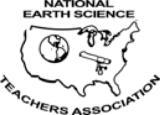 NATIONAL
EARTH SCIENCE
TEACHERS ASSOCIATION